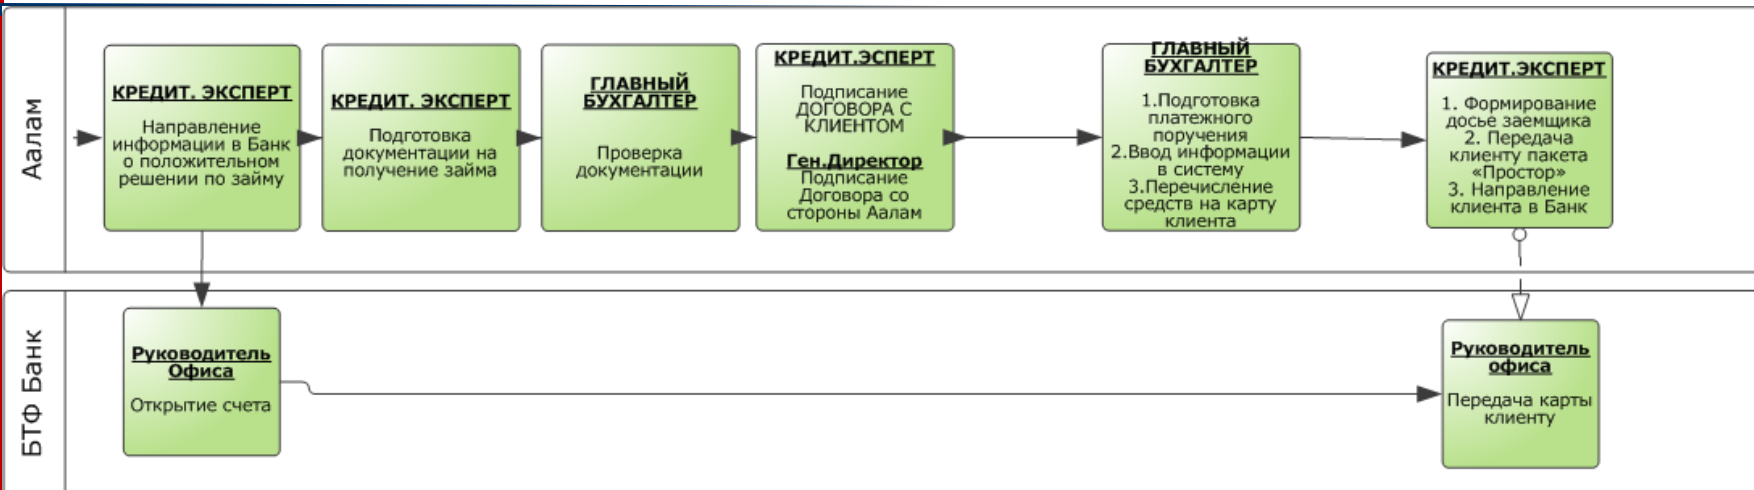 Аалам
КРЕДИТ. ЭКСПЕРТ
Направление
информации в Банк
о положительном
решении по займу
КРЕДИТ. ЭКСПЕРТ
Подготовка
документации на
получение займа
ГЛАВНЫЙ
БУХГАЛТЕР
Проверка
документации
КРЕДИТ.ЭСПЕРТ
Подписание
ДОГОВОРА С
КЛИЕНТОМ
Ген.Директор
Подписание
Договора со
стороны Аалам
ГЛАВНЫЙ
БУХГАЛТЕР
1.Подготовка
платежного
поручения
2.Ввод информации
в систему
3.Перечисление
средств на карту
клиента
КРЕДИТ.ЭКСПЕРТ
1. Формирование
досье заемщика
2. Передача
клиенту пакета
«Простор»
3. Направление
клиента в Банк
БТФ Банк
Руководитель
Офиса
Открытие счета
Руководитель
офиса
Передача карты
клиенту